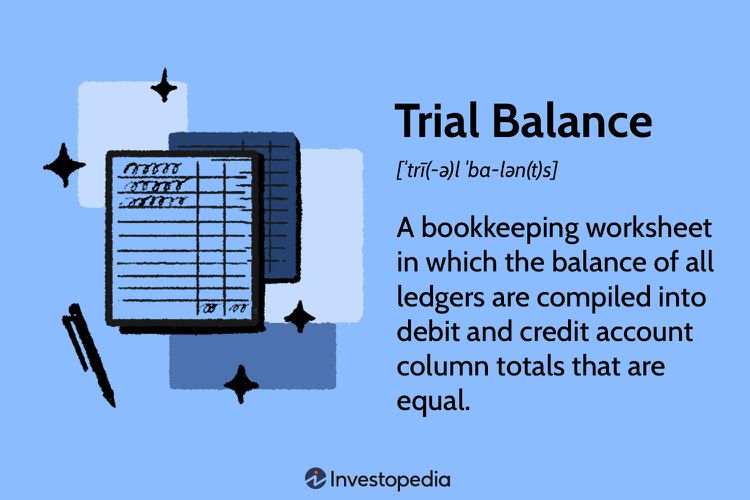 Trial Balance
[ˈtrī(-ə)l ˈba-lən(t)s]
A bookkeeping worksheet
in which the balance of all
ledgers are compiled into
debit and credit account
column totals that are
equal.
Investopedia